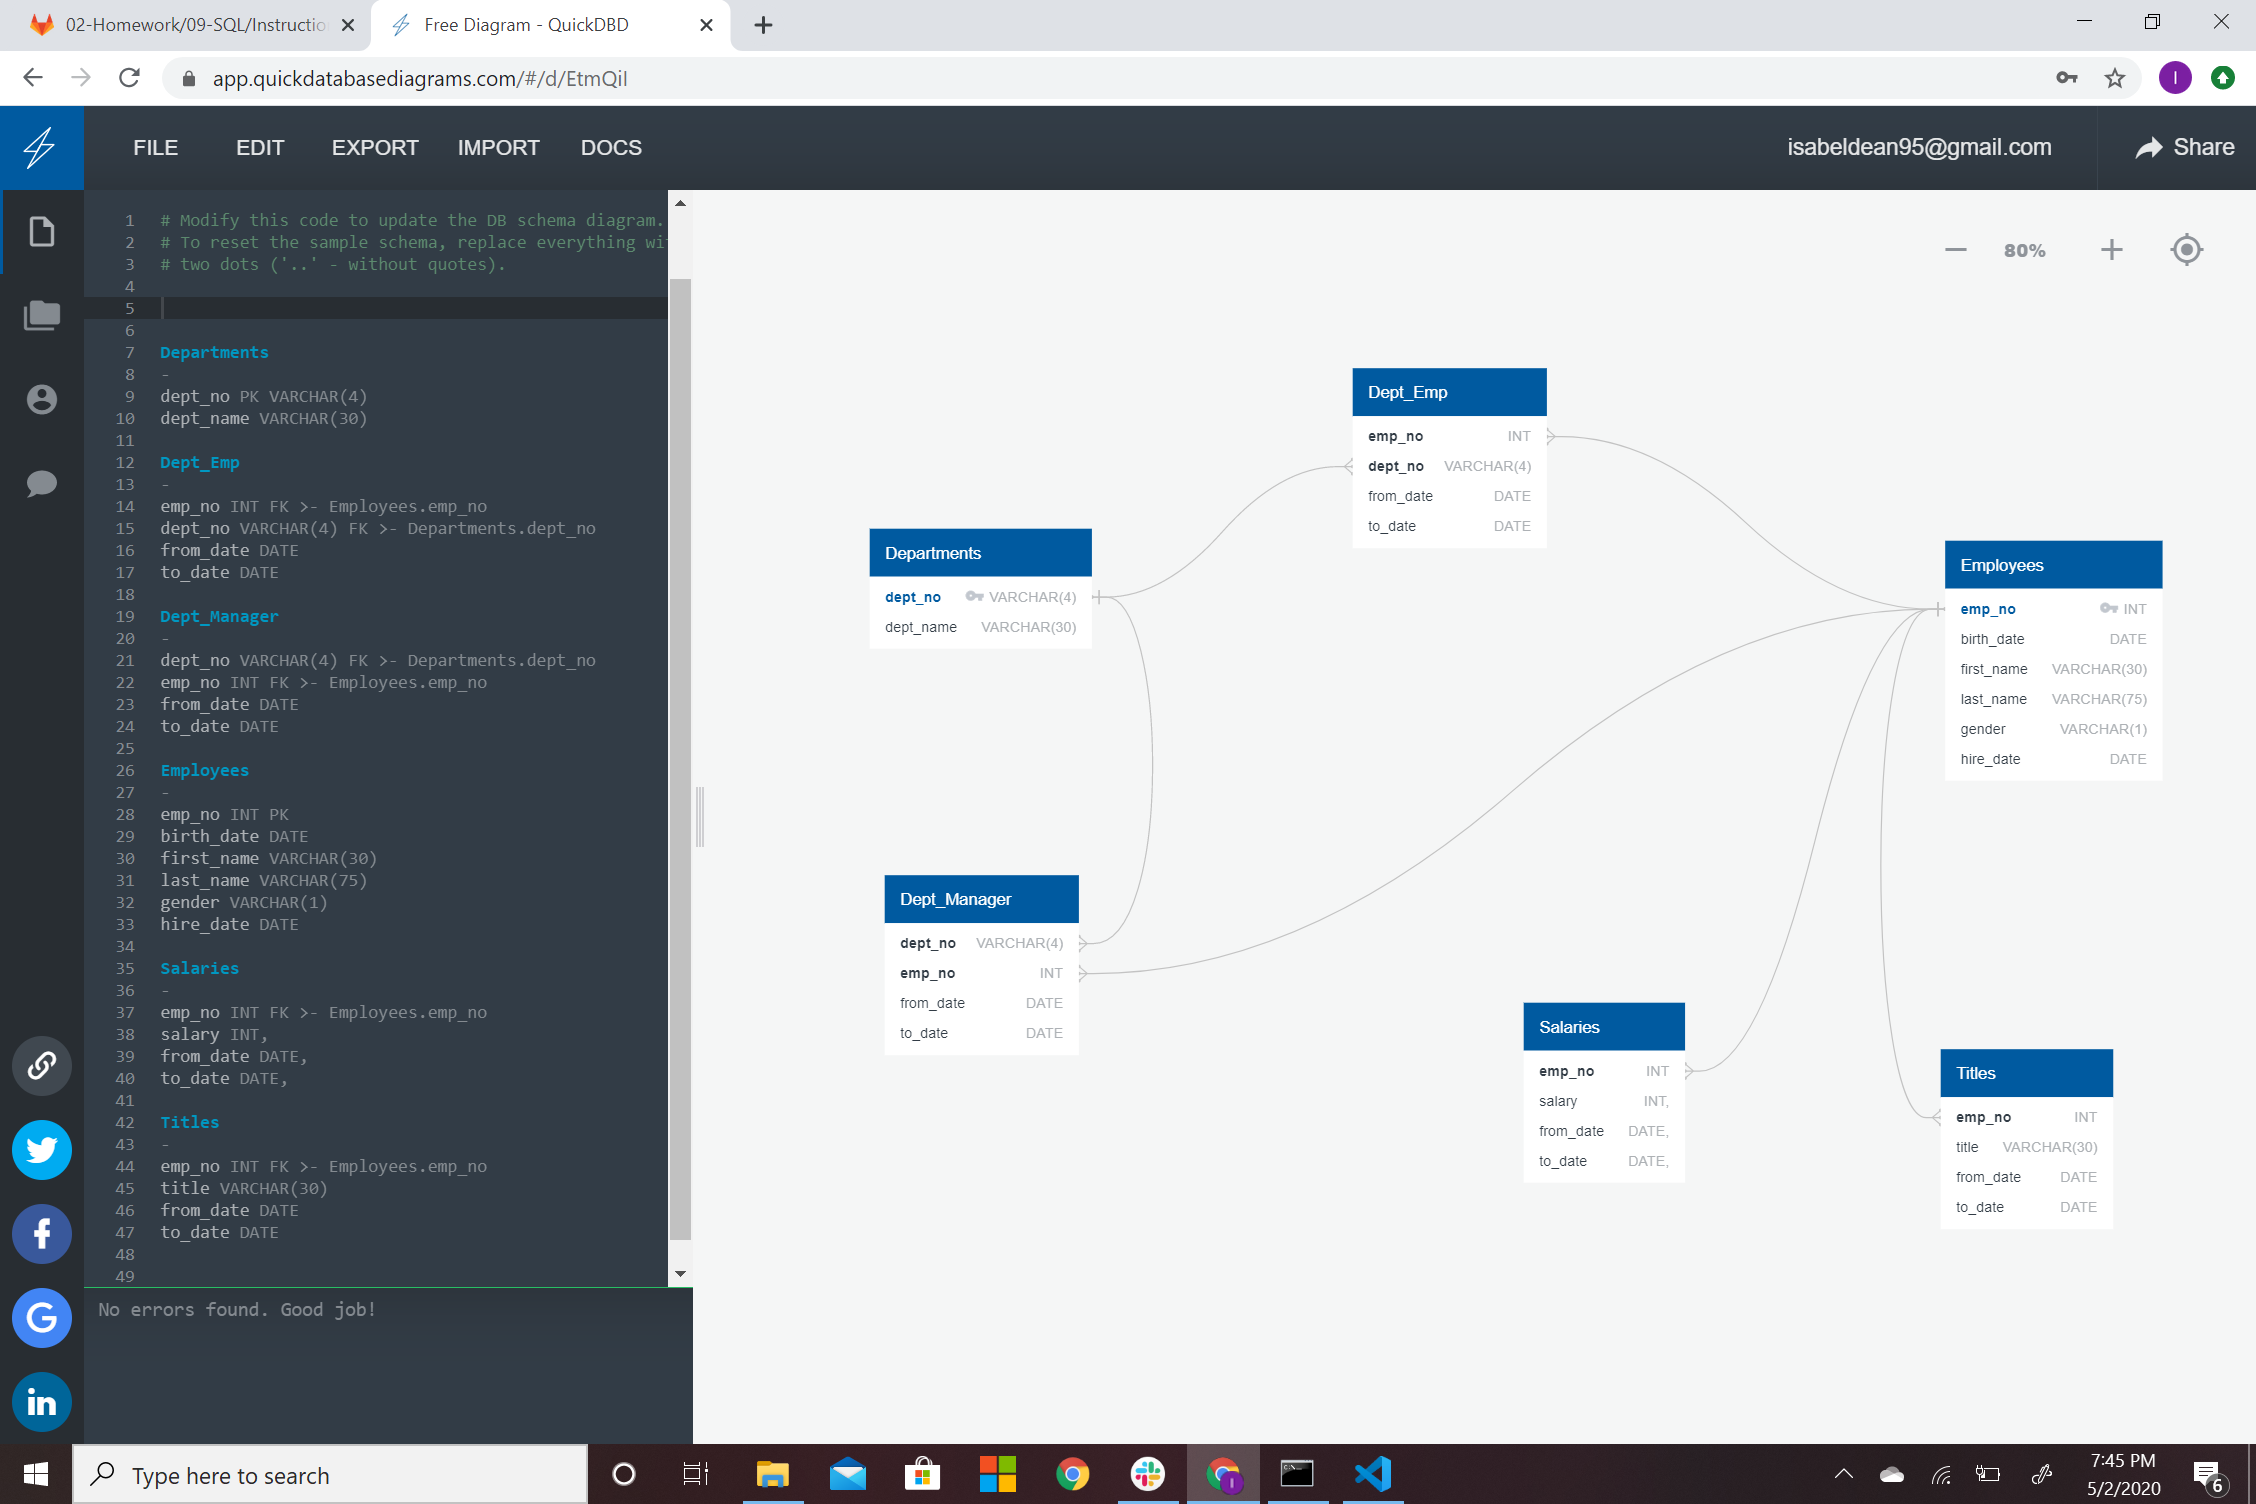 02-Homework/09-SQL/Instructio
Free Diagram - QuickDBD
app.quickdatabasediagrams.com/#/d/EtmQil
I
FILE EDIT EXPORT IMPORT DOCS
isabeldean95@gmail.com
Share
1 # Modify this code to update the DB schema diagram.
2 # To reset the sample schema, replace everything wi
3 # two dots ('..' - without quotes).
4
5
6
7 Departments
8 -
9 dept_no PK VARCHAR(4)
10 dept_name VARCHAR(30)
11
12 Dept_Emp
13 -
14 emp_no INT FK >- Employees.emp_no
15 dept_no VARCHAR(4) FK >- Departments.dept_no
16 from_date DATE
17 to_date DATE
18
19 Dept_Manager
20 -
21 dept_no VARCHAR(4) FK >- Departments.dept_no
22 emp_no INT FK >- Employees.emp_no
23 from_date DATE
24 to_date DATE
25
26 Employees
27 -
28 emp_no INT PK
29 birth_date DATE
30 first_name VARCHAR(30)
31 last_name VARCHAR(75)
32 gender VARCHAR(1)
33 hire_date DATE
34
35 Salaries
36 -
37 emp_no INT FK >- Employees.emp_no
38 salary INT,
39 from_date DATE,
40 to_date DATE,
41
42 Titles
43 -
44 emp_no INT FK >- Employees.emp_no
45 title VARCHAR(30)
46 from_date DATE
47 to_date DATE
48
49
No errors found. Good job!
80%
Dept_Emp
emp_no INT
dept_no VARCHAR(4)
from_date DATE
to_date DATE
Departments
dept_no VARCHAR(4)
dept_name VARCHAR(30)
Employees
emp_no INT
birth_date DATE
first_name VARCHAR(30)
last_name VARCHAR(75)
gender VARCHAR(1)
hire_date DATE
Dept_Manager
dept_no VARCHAR(4)
emp_no INT
from_date DATE
to_date DATE
Salaries
emp_no INT
salary INT,
from_date DATE,
to_date DATE,
Titles
emp_no INT
title VARCHAR(30)
from_date DATE
to_date DATE
Type here to search
7:45 PM
5/2/2020
6